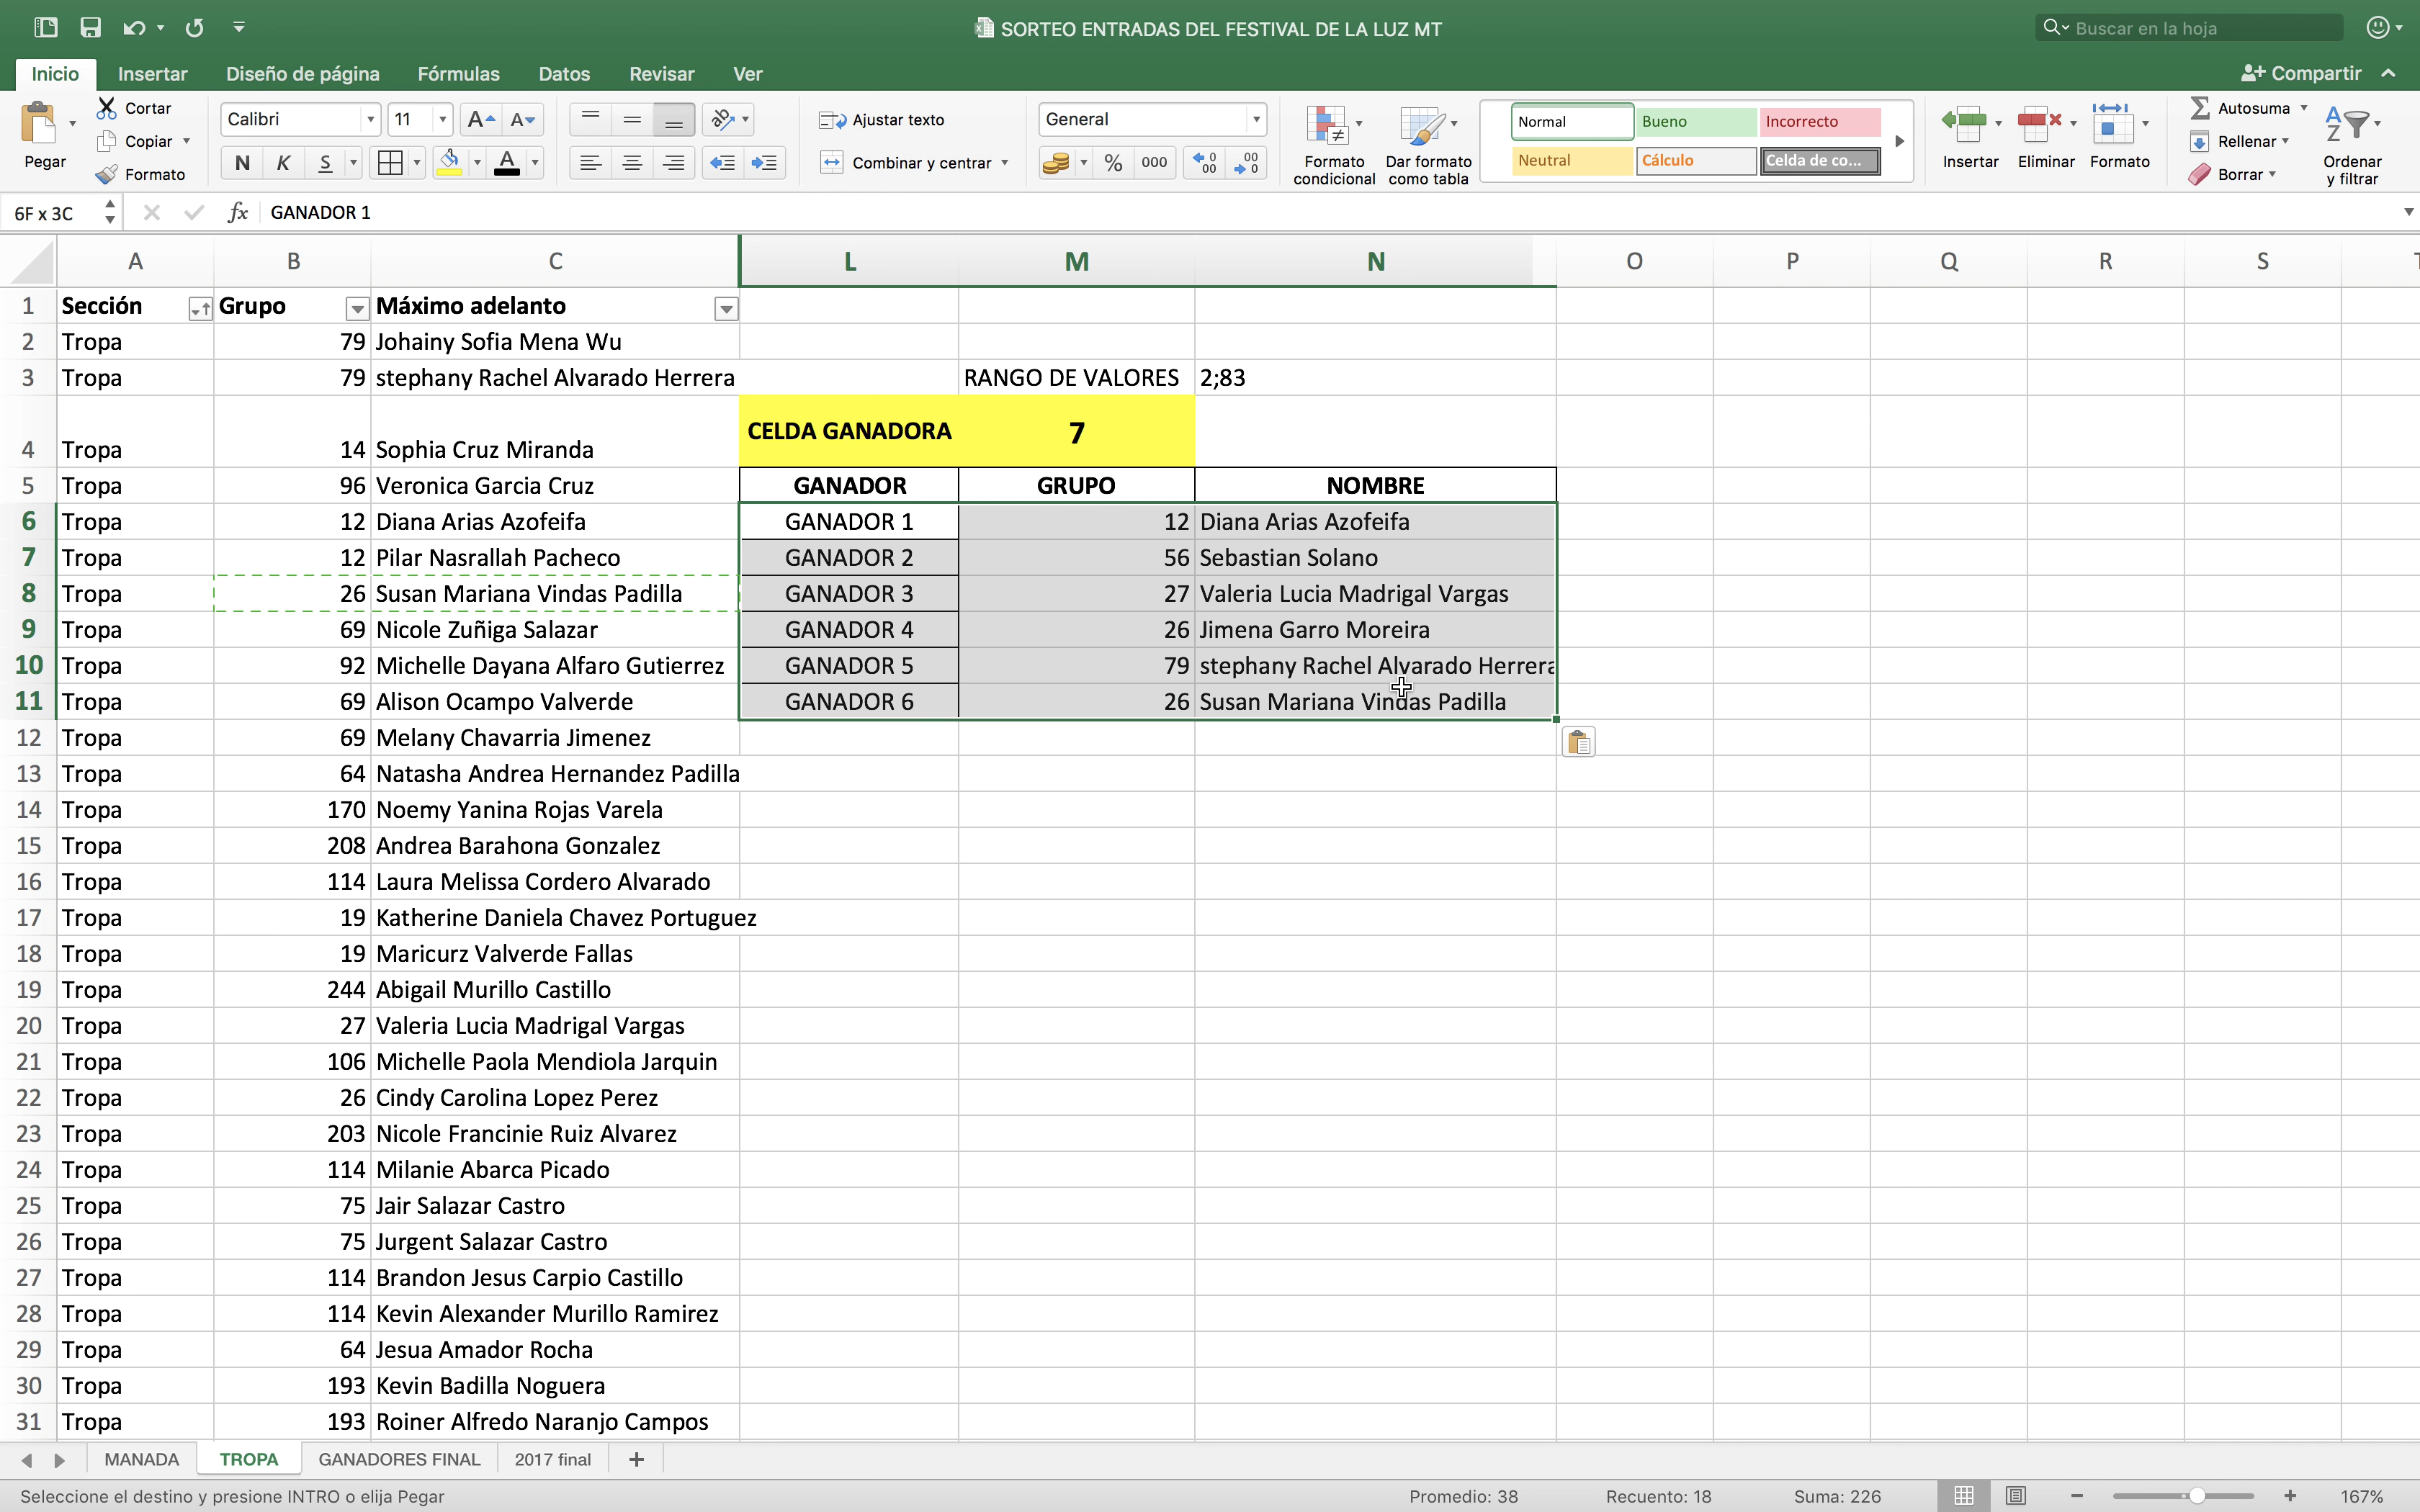 SORTEO ENTRADAS DEL FESTIVAL DE LA LUZ MT
Buscar en la hoja
Inicio Insertar Diseño de página Fórmulas Datos Revisar Ver Compartir
Pegar
Cortar
Copiar
Formato
Calibri 11
N K S
Ajustar texto
Combinar y centrar
General
% 000
Formato condicional
Dar formato como tabla
Normal Bueno Incorrecto
Neutral Cálculo Celda de co...
Insertar Eliminar Formato
Autosuma
Rellenar
Borrar
Ordenar y filtrar
6F x 3C fx GANADOR 1
A B C L M N O P Q R S
1 Sección Grupo Máximo adelanto
2 Tropa 79 Johainy Sofia Mena Wu
3 Tropa 79 stephany Rachel Alvarado Herrera RANGO DE VALORES 2;83
4 Tropa 14 Sophia Cruz Miranda CELDA GANADORA 7
5 Tropa 96 Veronica Garcia Cruz GANADOR GRUPO NOMBRE
6 Tropa 12 Diana Arias Azofeifa GANADOR 1 12 Diana Arias Azofeifa
7 Tropa 12 Pilar Nasrallah Pacheco GANADOR 2 56 Sebastian Solano
8 Tropa 26 Susan Mariana Vindas Padilla GANADOR 3 27 Valeria Lucia Madrigal Vargas
9 Tropa 69 Nicole Zuñiga Salazar GANADOR 4 26 Jimena Garro Moreira
10 Tropa 92 Michelle Dayana Alfaro Gutierrez GANADOR 5 79 stephany Rachel Alvarado Herrera
11 Tropa 69 Alison Ocampo Valverde GANADOR 6 26 Susan Mariana Vindas Padilla
12 Tropa 69 Melany Chavarria Jimenez
13 Tropa 64 Natasha Andrea Hernandez Padilla
14 Tropa 170 Noemy Yanina Rojas Varela
15 Tropa 208 Andrea Barahona Gonzalez
16 Tropa 114 Laura Melissa Cordero Alvarado
17 Tropa 19 Katherine Daniela Chavez Portuguez
18 Tropa 19 Maricurz Valverde Fallas
19 Tropa 244 Abigail Murillo Castillo
20 Tropa 27 Valeria Lucia Madrigal Vargas
21 Tropa 106 Michelle Paola Mendiola Jarquin
22 Tropa 26 Cindy Carolina Lopez Perez
23 Tropa 203 Nicole Francinie Ruiz Alvarez
24 Tropa 114 Milanie Abarca Picado
25 Tropa 75 Jair Salazar Castro
26 Tropa 75 Jurgent Salazar Castro
27 Tropa 114 Brandon Jesus Carpio Castillo
28 Tropa 114 Kevin Alexander Murillo Ramirez
29 Tropa 64 Jesua Amador Rocha
30 Tropa 193 Kevin Badilla Noguera
31 Tropa 193 Roiner Alfredo Naranjo Campos
MANADA TROPA GANADORES FINAL 2017 final +
Seleccione el destino y presione INTRO o elija Pegar Promedio: 38 Recuento: 18 Suma: 226 167%